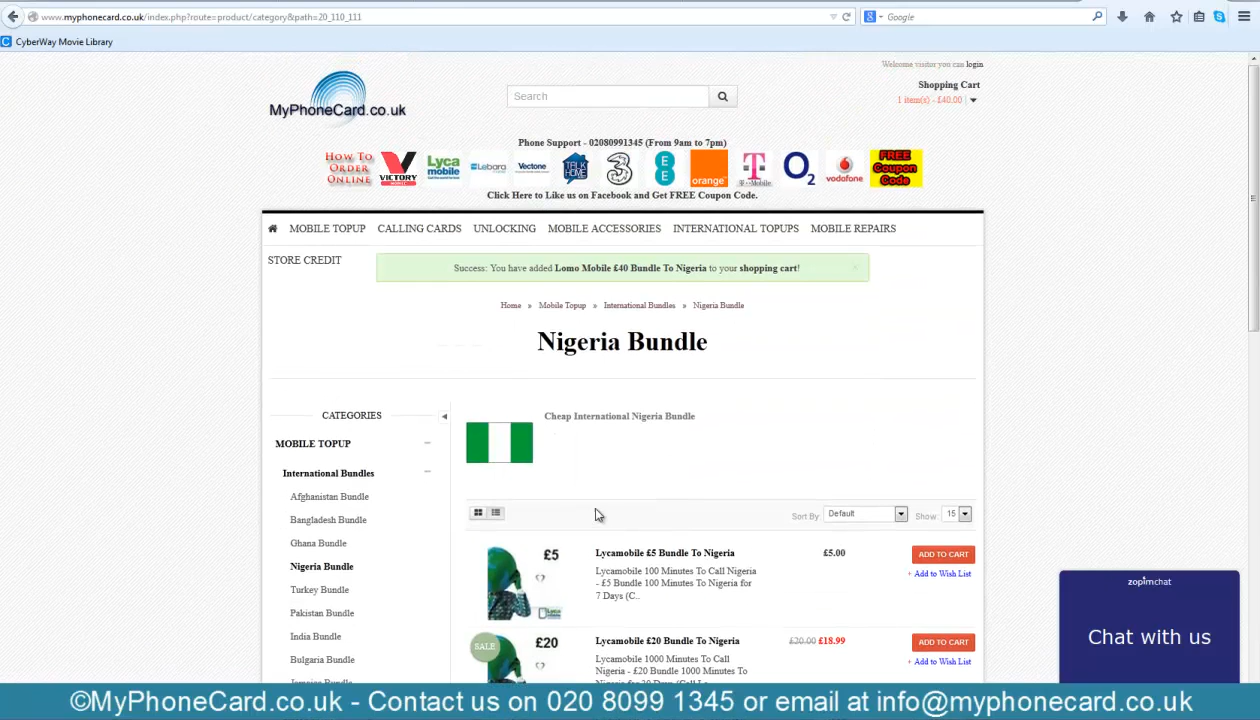 www.myphonecard.co.uk/index.php?route=product/category&path=20_110_111
Google
CyberWay Movie Library
Welcome visitor you can login
MyPhoneCard.co.uk
Search
Shopping Cart
1 item(s) - £40.00
Phone Support - 02080991345 (From 9am to 7pm)
How To Order Online
VICTORY
Lyca mobile
Lebara
Vectone
TALK HOME
3
EE
orange
T-Mobile
O2
vodafone
FREE Coupon Code
Click Here to Like us on Facebook and Get FREE Coupon Code.
MOBILE TOPUP CALLING CARDS UNLOCKING MOBILE ACCESSORIES INTERNATIONAL TOPUPS MOBILE REPAIRS
STORE CREDIT
Success: You have added Lomo Mobile £40 Bundle To Nigeria to your shopping cart!
Home » Mobile Topup » International Bundles » Nigeria Bundle
Nigeria Bundle
CATEGORIES
MOBILE TOPUP
International Bundles
Afghanistan Bundle
Bangladesh Bundle
Ghana Bundle
Nigeria Bundle
Turkey Bundle
Pakistan Bundle
India Bundle
Bulgaria Bundle
Cheap International Nigeria Bundle
Sort By: Default Show: 15
£5
Lycamobile £5 Bundle To Nigeria
Lycamobile 100 Minutes To Call Nigeria
- £5 Bundle 100 Minutes To Nigeria for
7 Days (C..
£5.00
ADD TO CART
+ Add to Wish List
SALE
£20
Lycamobile £20 Bundle To Nigeria
Lycamobile 1000 Minutes To Call
Nigeria - £20 Bundle 1000 Minutes To
£20.00 £18.99
ADD TO CART
+ Add to Wish List
zopim chat
Chat with us
©MyPhoneCard.co.uk - Contact us on 020 8099 1345 or email at info@myphonecard.co.uk